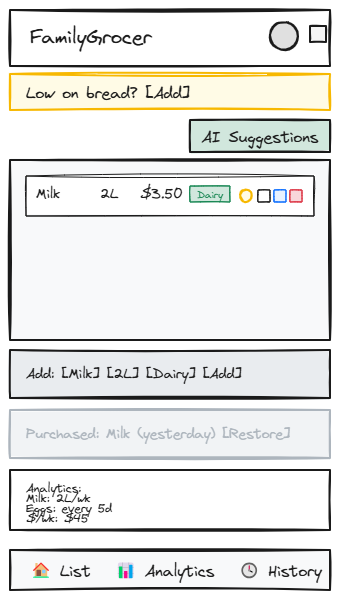 FamilyGrocer
Low on bread? [Add]
AI Suggestions
Milk 2L $3.50 Dairy
Add: [Milk] [2L] [Dairy] [Add]
Purchased: Milk (yesterday) [Restore]
Analytics:
Milk: 2L/wk
Eggs: every 5d
$/wk: $45
🏠 List 📊 Analytics 🕒 History